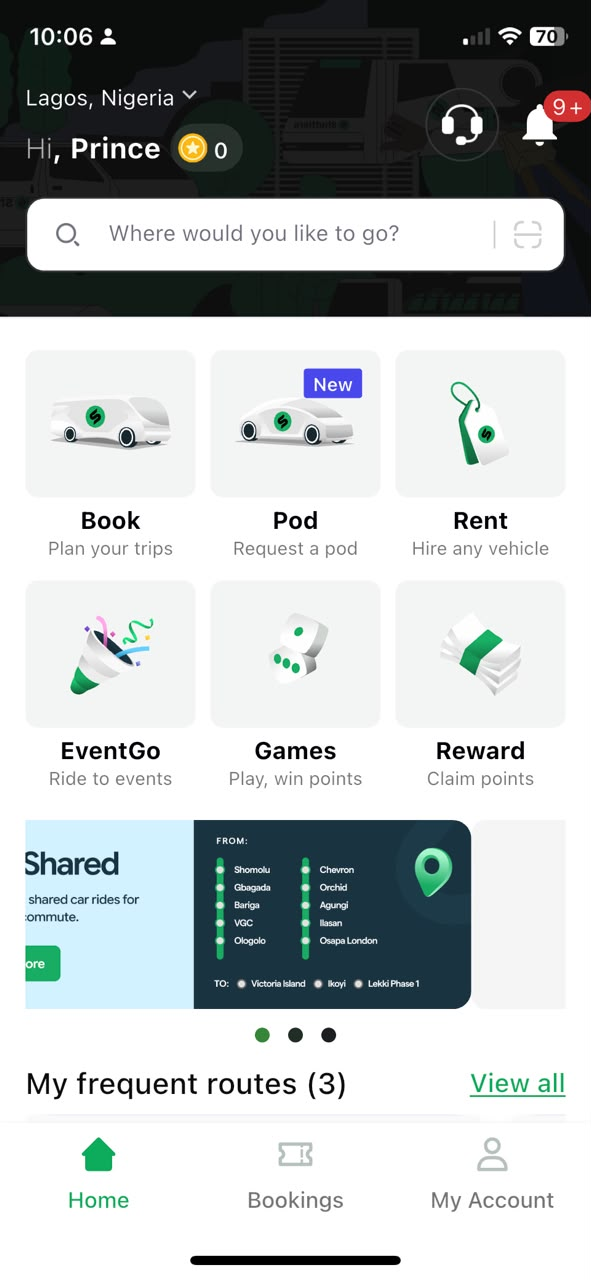 10:06
70
Lagos, Nigeria
9+
Hi, Prince
0
Where would you like to go?
New
Book
Pod
Rent
Plan your trips
Request a pod
Hire any vehicle
EventGo
Games
Reward
Ride to events
Play, win points
Claim points
Shared
shared car rides for
ommute.
ore
FROM:
Shomolu
Chevron
Gbagada
Orchid
Bariga
Agungi
VGC
Ilasan
Ologolo
Osapa London
TO: Victoria Island Ikoyi Lekki Phase 1
My frequent routes (3)
View all
Home
Bookings
My Account